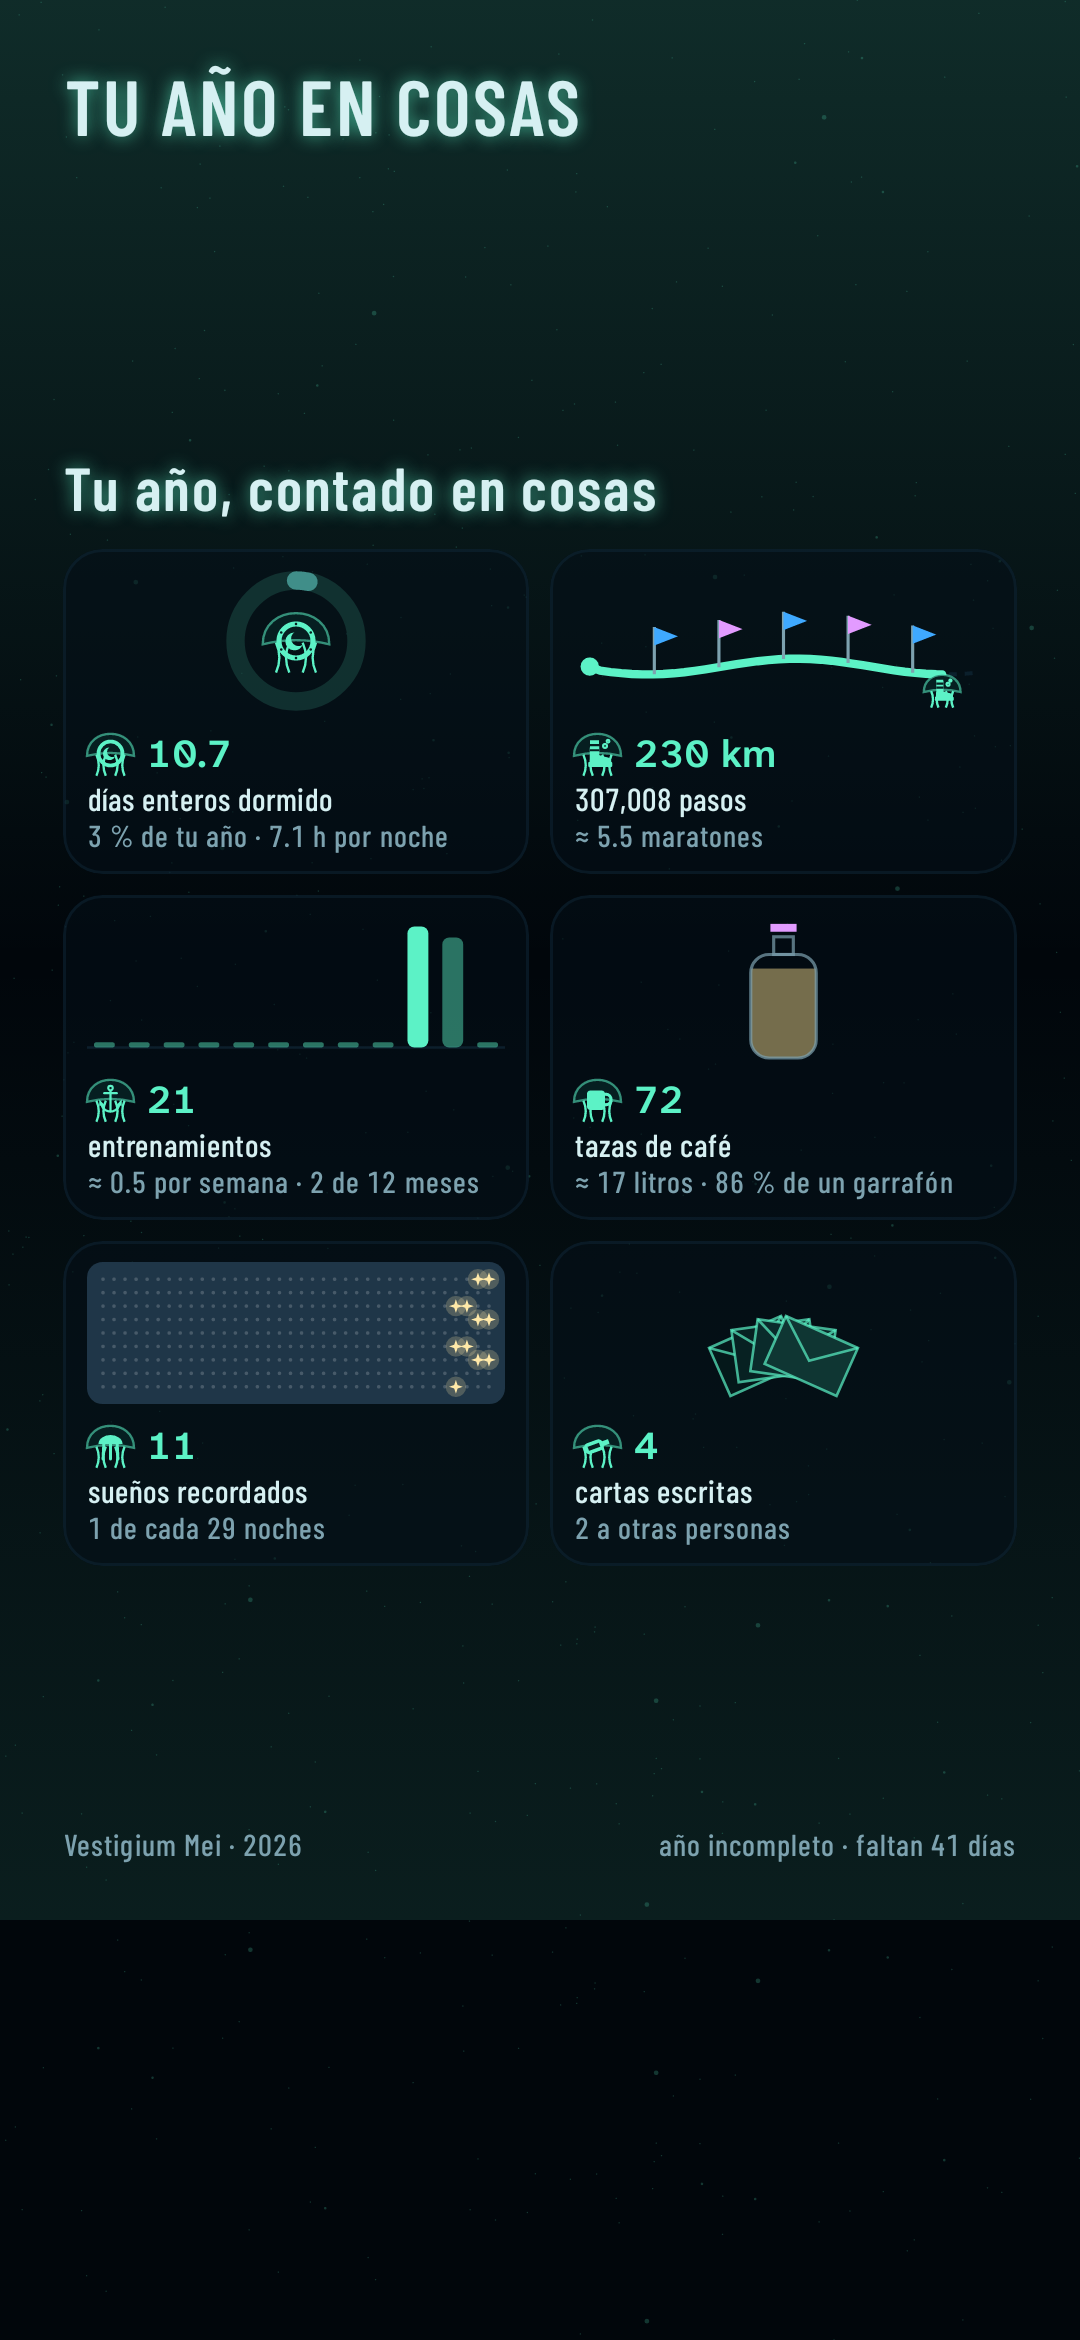 TU AÑO EN COSAS
Tu año, contado en cosas
10.7
días enteros dormido
3 % de tu año · 7.1 h por noche
230 km
307,008 pasos
≈ 5.5 maratones
21
entrenamientos
≈ 0.5 por semana · 2 de 12 meses
72
tazas de café
≈ 17 litros · 86 % de un garrafón
11
sueños recordados
1 de cada 29 noches
4
cartas escritas
2 a otras personas
Vestigium Mei · 2026
año incompleto · faltan 41 días